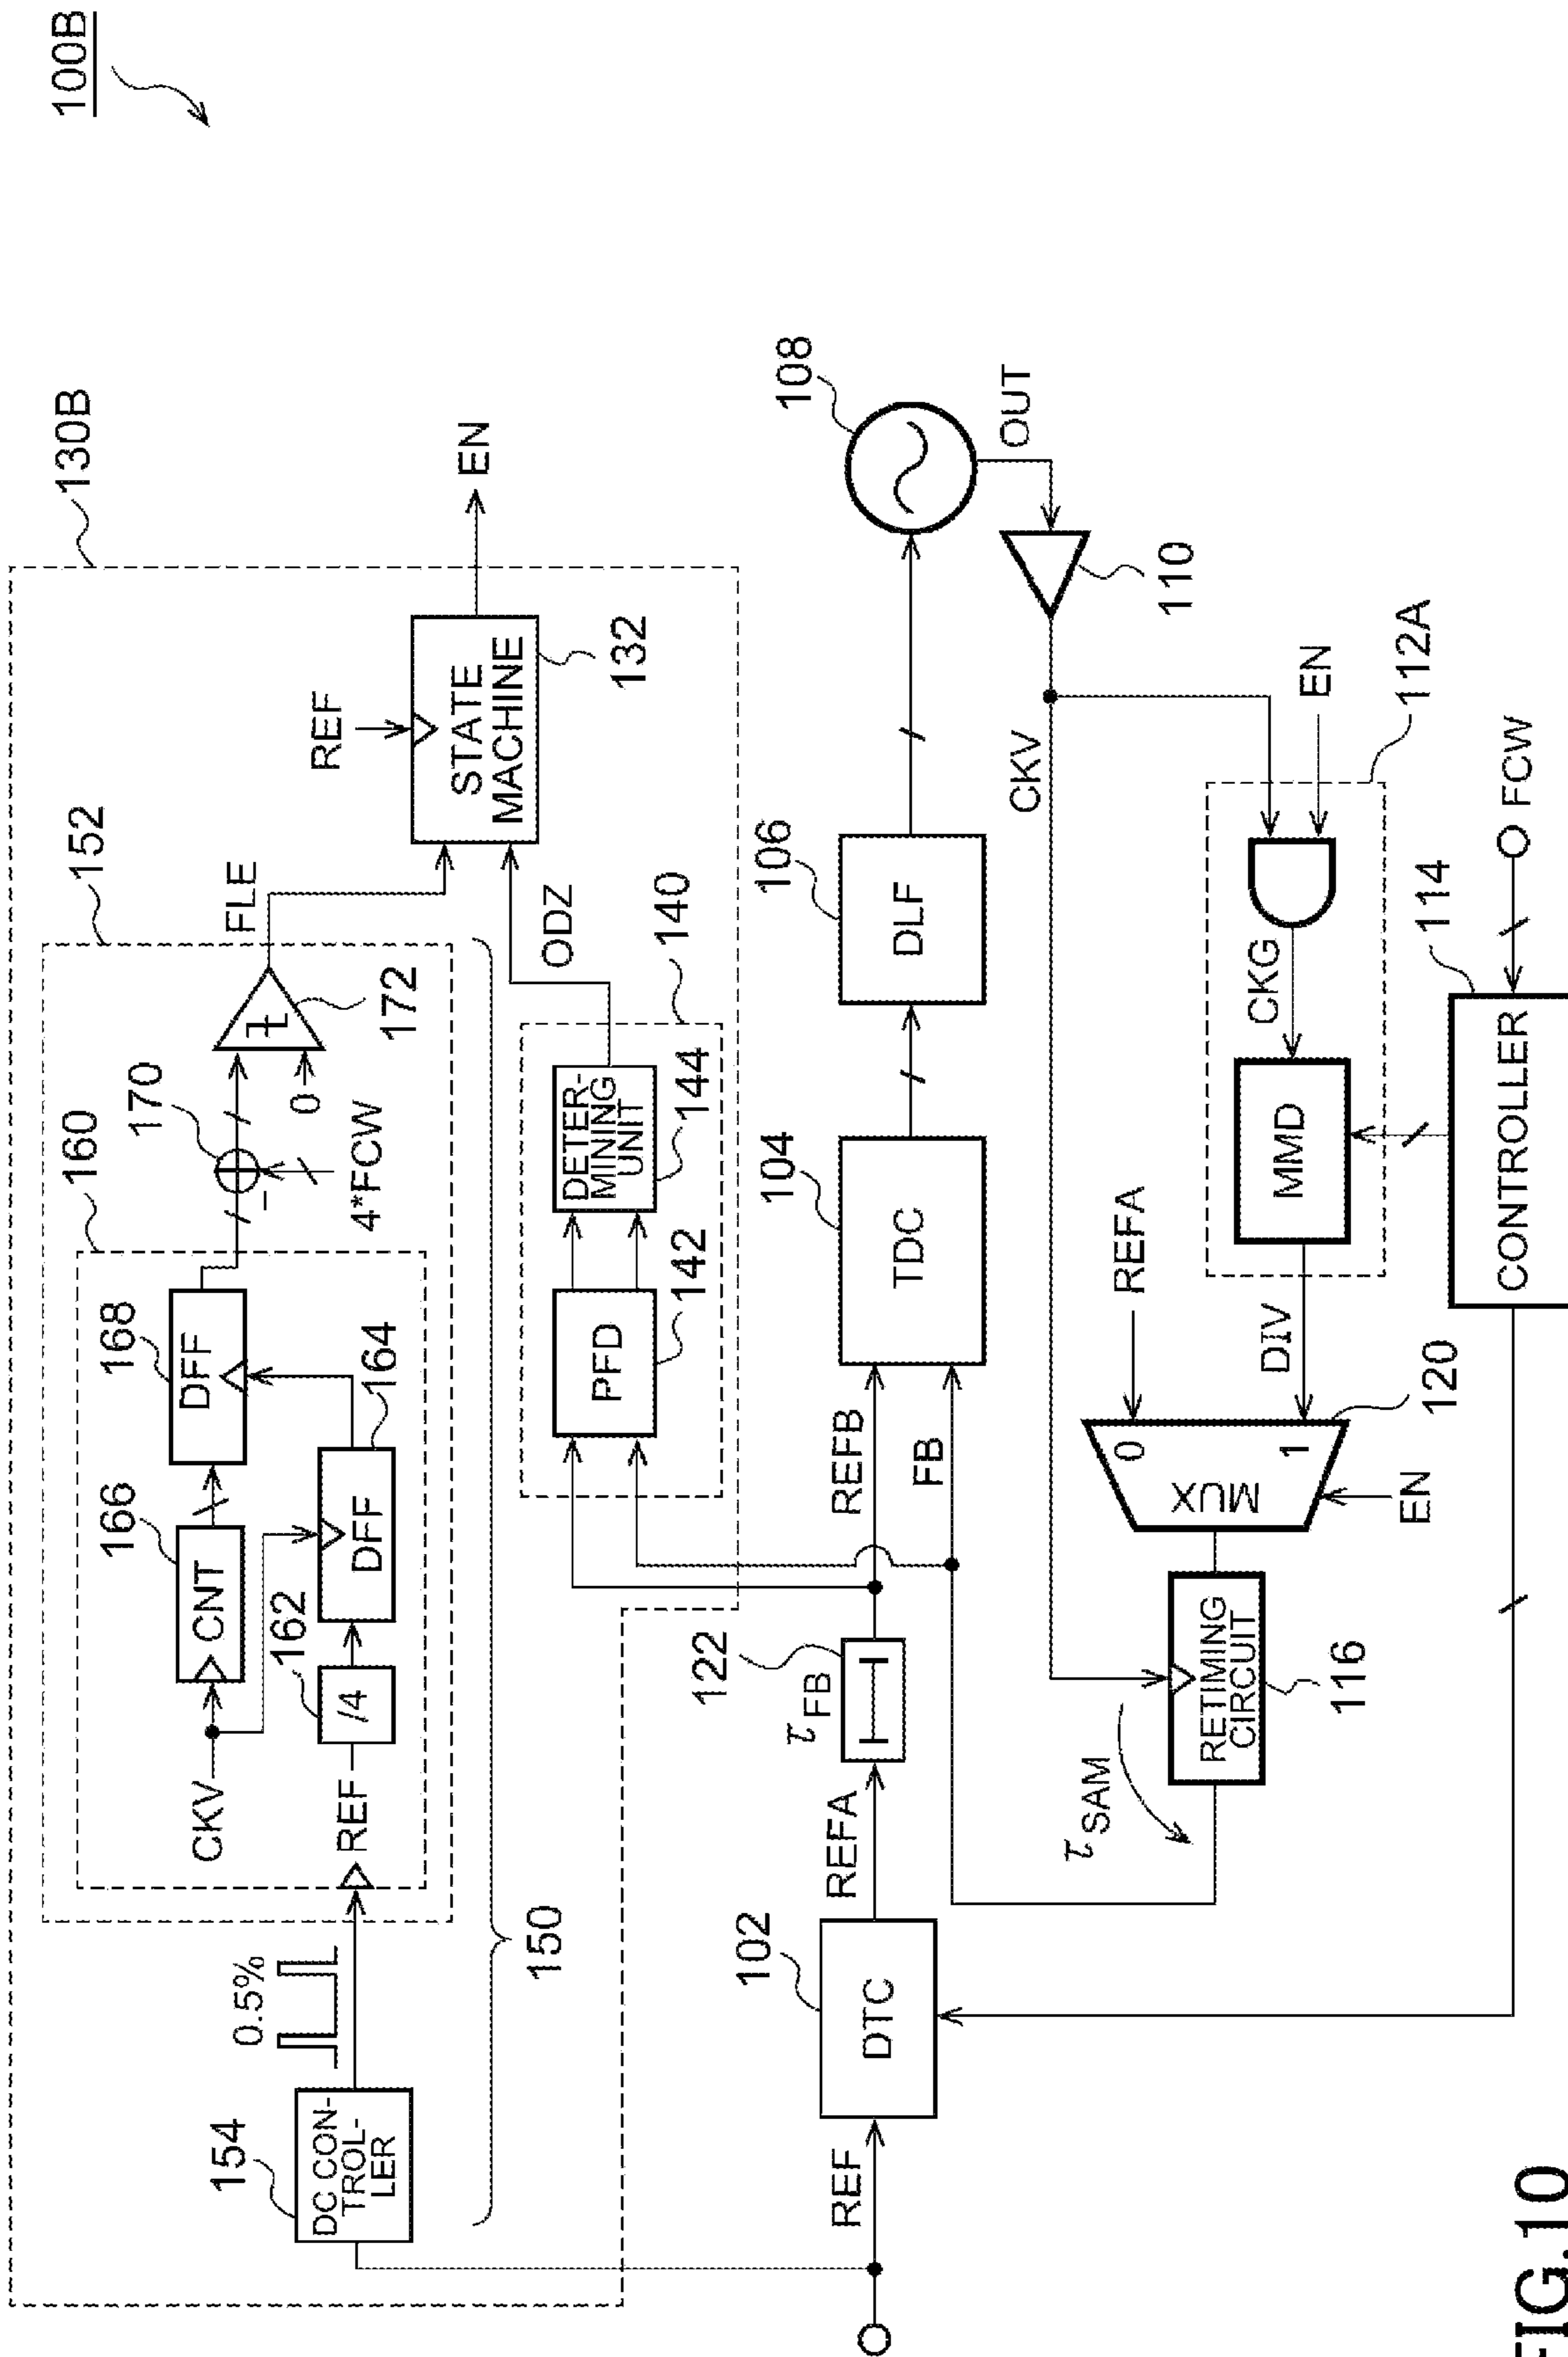 100B
130B
152
160
170
168
166
DFF
CNT
CKV
REF
/4
162
DFF
164
0.5%
154
DC CON-
TROL-
LER
150
4*FCW
-
0
172
FLE
REF
STATE
MACHINE
132
EN
ODZ
140
DETER-
MINING
UNIT
144
PFD
142
REF
102
DTC
REFA
122
τFB
REFB
FB
104
TDC
106
DLF
108
OUT
110
CKV
τSAM
RETIMING
CIRCUIT
116
MUX
0
1
EN
120
REFA
DIV
MMD
CKG
EN
112A
114
CONTROLLER
FCW
FIG.10